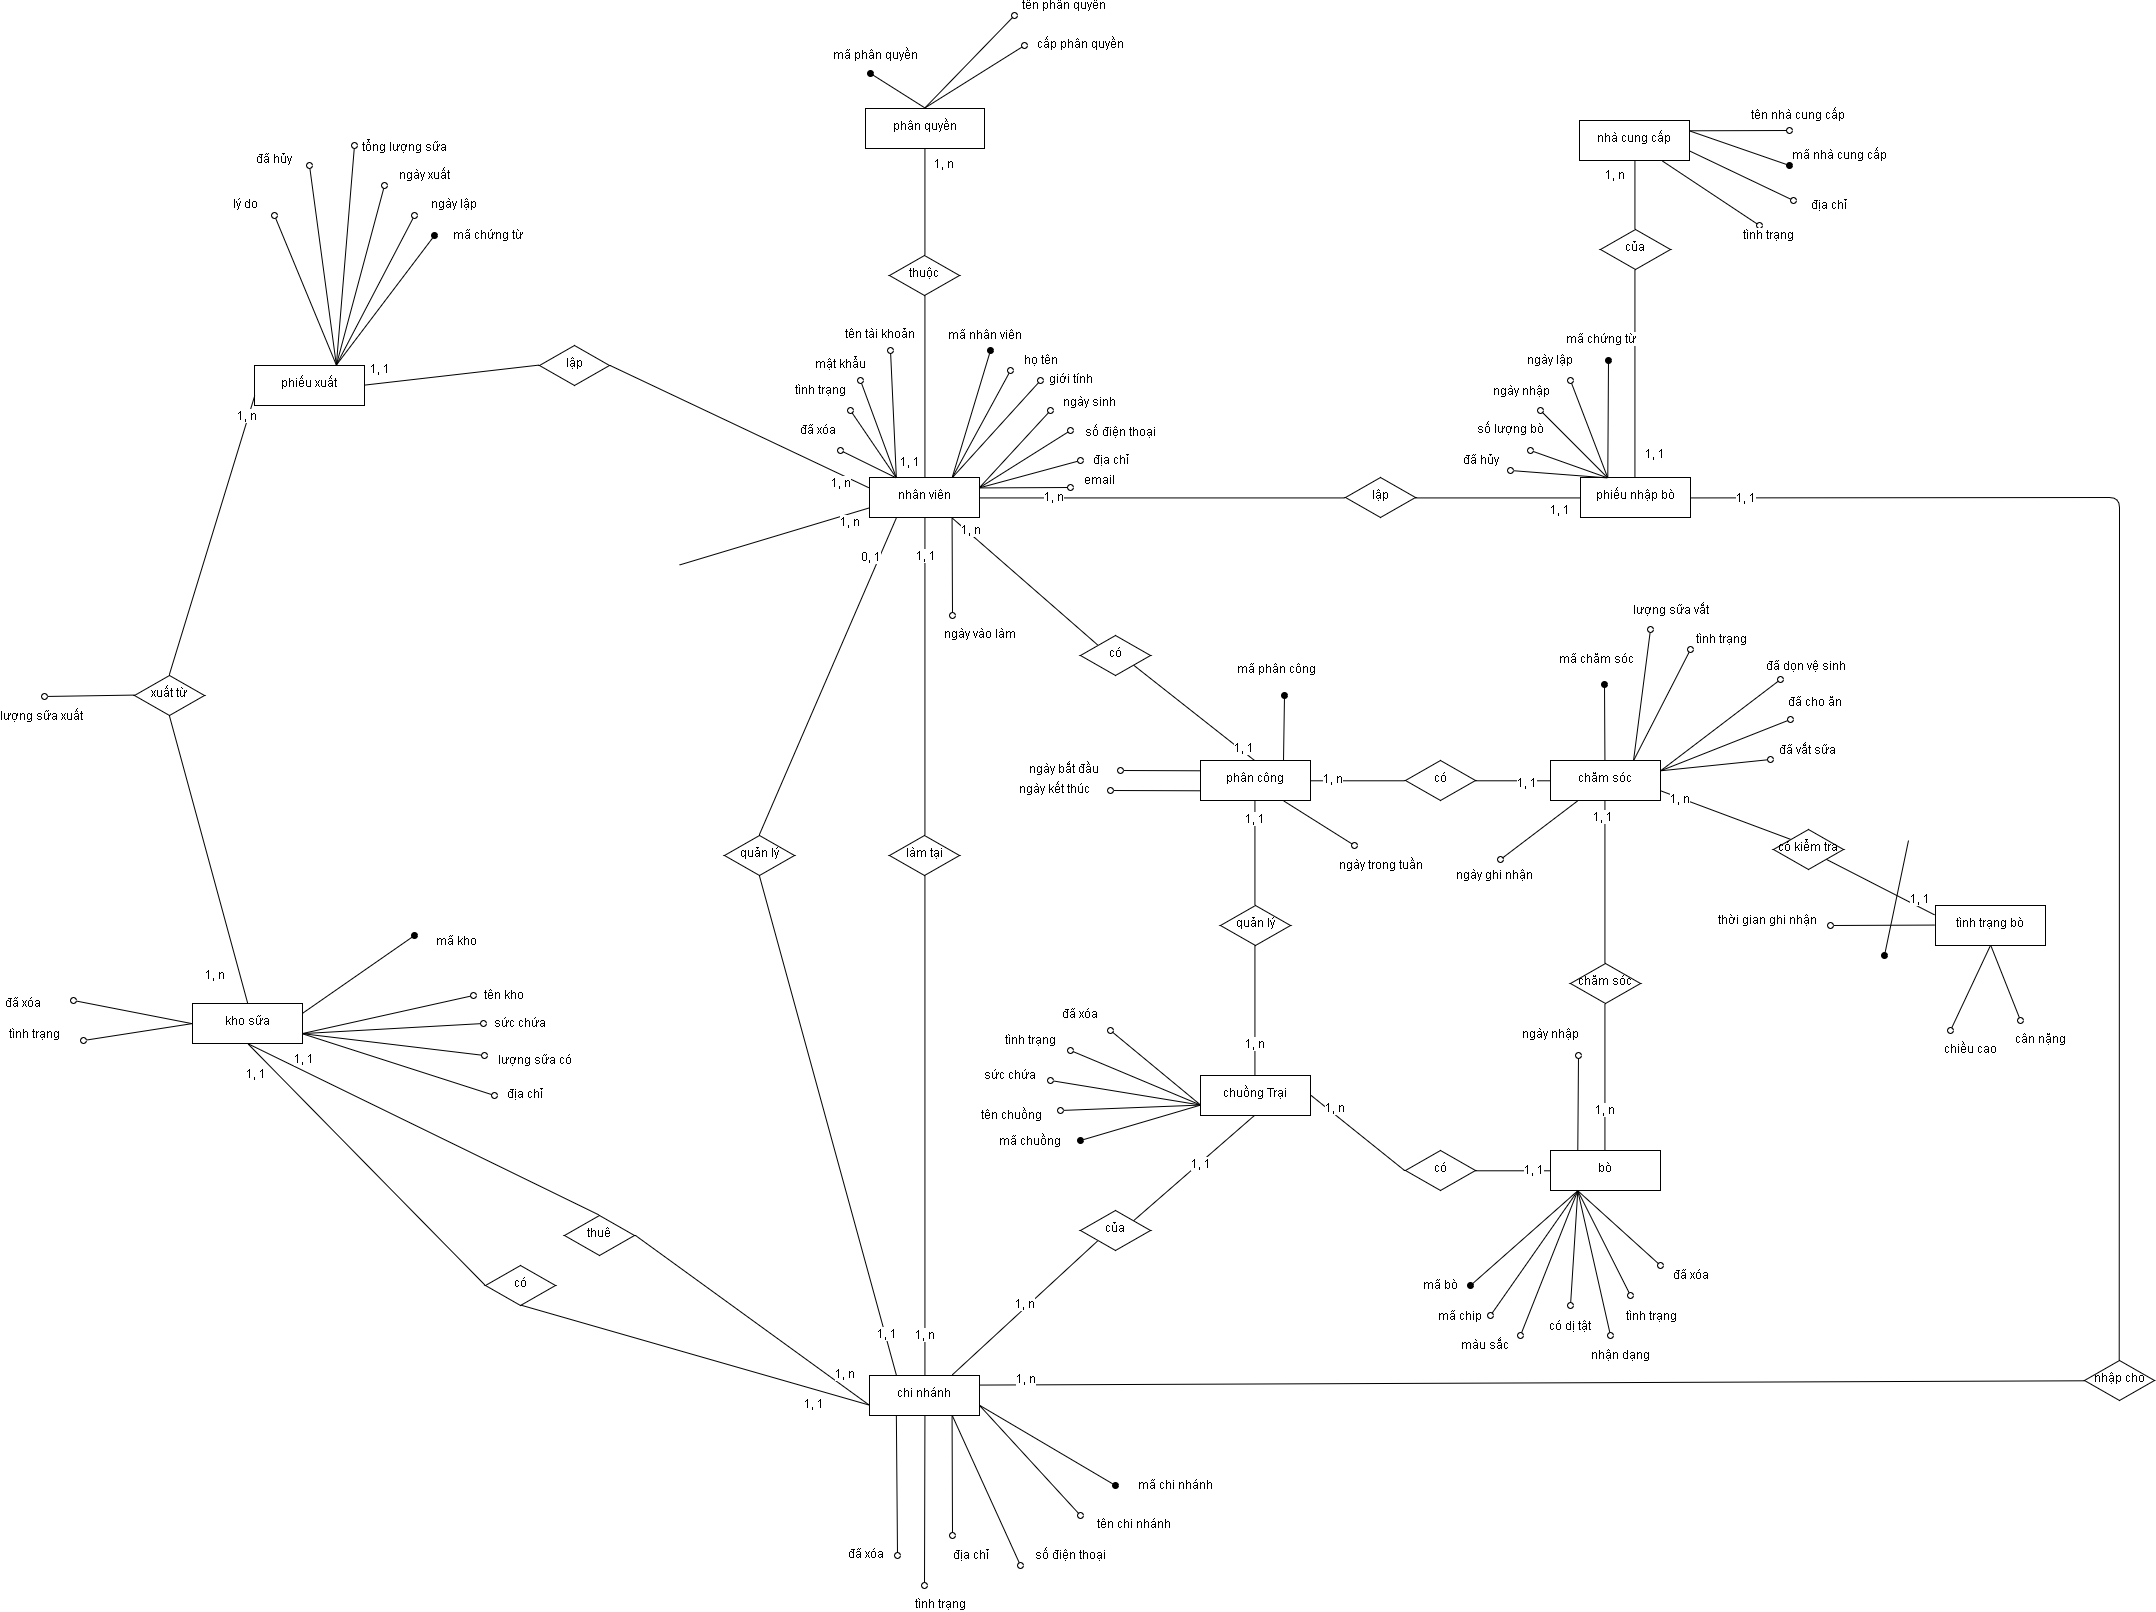 tên phân quyền
cấp phân quyền
mã phân quyền
phân quyền
1, n
thuộc
tên nhà cung cấp
nhà cung cấp
mã nhà cung cấp
địa chỉ
tình trạng
1, n
của
tổng lượng sữa
đã hủy
ngày xuất
lý do
ngày lập
mã chứng từ
phiếu xuất
1, 1
1, n
lập
tên tài khoản
mã nhân viên
mật khẩu
họ tên
tình trạng
giới tính
ngày sinh
đã xóa
số điện thoại
địa chỉ
email
1, 1
1, n
nhân viên
1, n
1, n
0, 1
1, 1
1, n
ngày vào làm
lập
mã chứng từ
ngày lập
ngày nhập
số lượng bò
đã hủy
1, 1
phiếu nhập bò
1, 1
1, 1
xuất từ
lượng sữa xuất
có
mã phân công
1, 1
ngày bắt đầu
phân công
1, n
ngày kết thúc
1, 1
ngày trong tuần
có
lượng sữa vắt
mã chăm sóc
tình trạng
đã dọn vệ sinh
đã cho ăn
đã vắt sữa
1, 1
chăm sóc
1, n
1, 1
ngày ghi nhận
có kiểm tra
1, 1
thời gian ghi nhận
tình trạng bò
chiều cao
cân nặng
quản lý
làm tại
quản lý
chăm sóc
mã kho
1, n
đã xóa
tên kho
tình trạng
kho sữa
sức chứa
lượng sữa có
địa chỉ
1, 1
1, 1
đã xóa
tình trạng
1, n
sức chứa
chuồng Trại
tên chuồng
1, n
mã chuồng
1, 1
ngày nhập
1, n
có
1, 1
bò
mã bò
đã xóa
mã chip
có dị tật
tình trạng
màu sắc
nhận dạng
thuê
có
của
1, n
1, 1
1, n
1, n
1, 1
chi nhánh
1, n
nhập cho
mã chi nhánh
tên chi nhánh
đã xóa
địa chỉ
số điện thoại
tình trạng